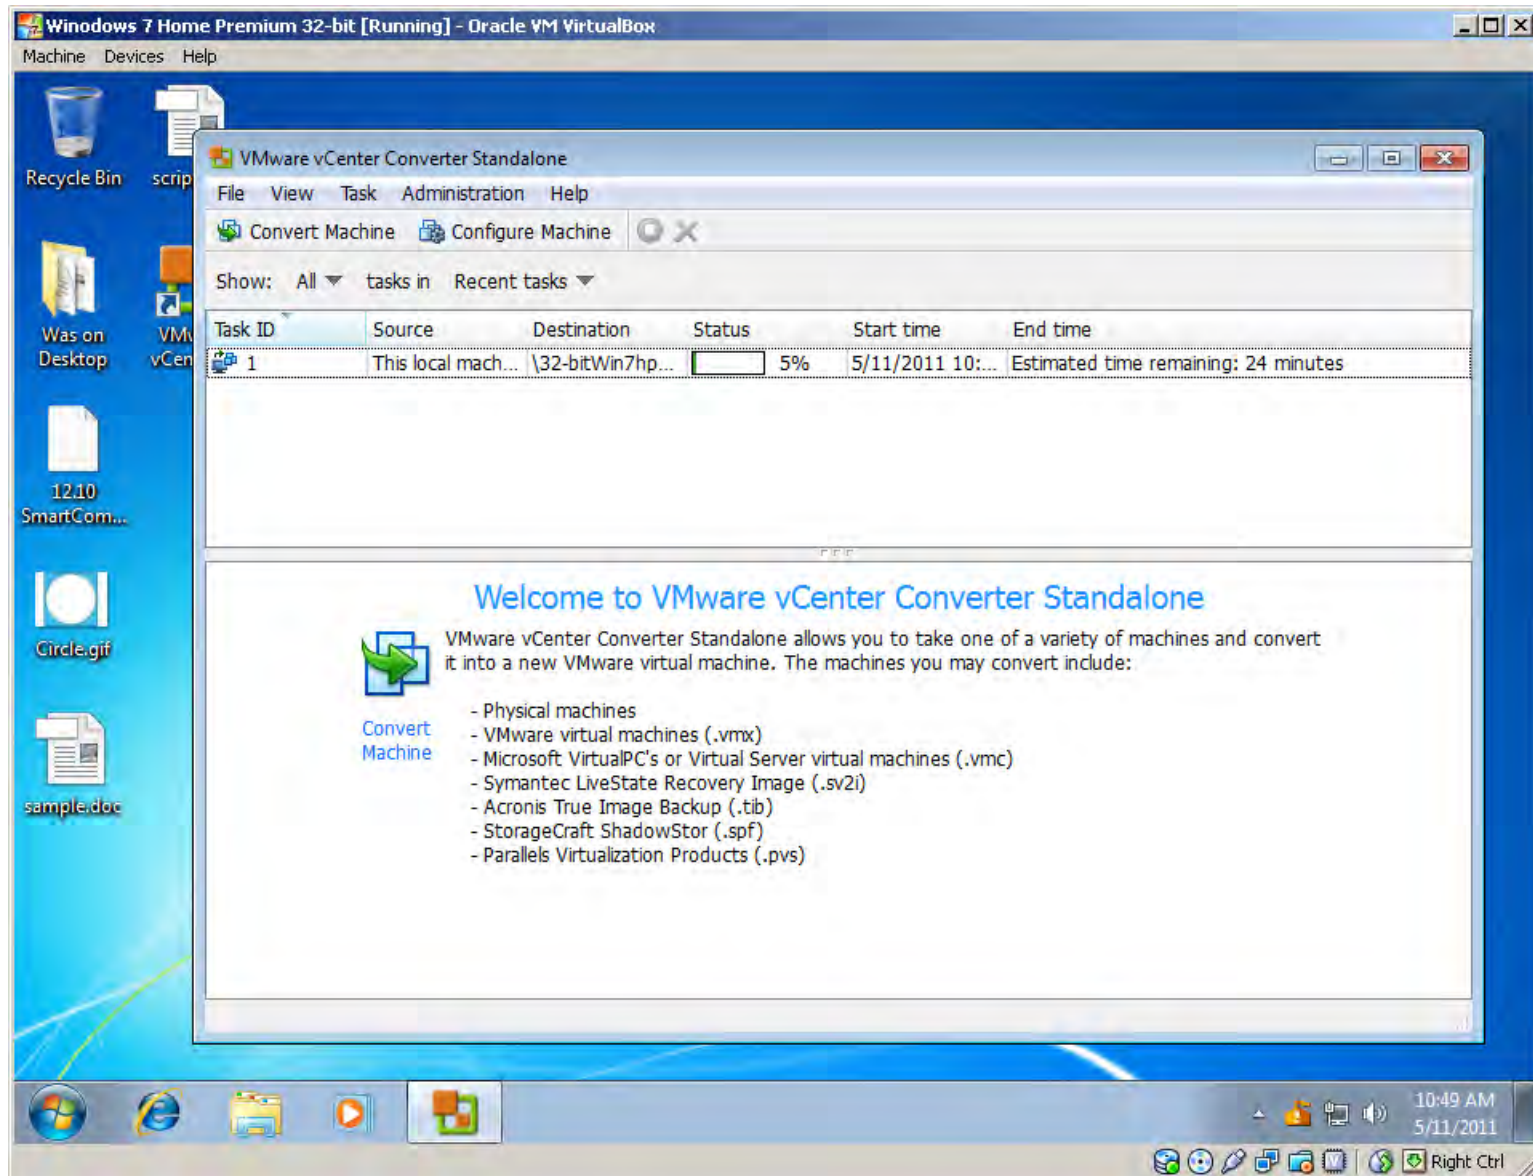 Winodows 7 Home Premium 32-bit [Running] - Oracle VM VirtualBox
Machine Devices Help
Recycle Bin
scrip
VMware vCenter Converter Standalone
File View Task Administration Help
Convert Machine Configure Machine
Show: All tasks in Recent tasks
Task ID Source Destination Status Start time End time
1 This local mach... \32-bitWin7hp... 5% 5/11/2011 10:... Estimated time remaining: 24 minutes
Was on
Desktop
VMw
vCen
12.10
SmartCom...
Circle.gif
sample.doc
Welcome to VMware vCenter Converter Standalone
VMware vCenter Converter Standalone allows you to take one of a variety of machines and convert
it into a new VMware virtual machine. The machines you may convert include:
Convert
Machine
- Physical machines
- VMware virtual machines (.vmx)
- Microsoft VirtualPC's or Virtual Server virtual machines (.vmc)
- Symantec LiveState Recovery Image (.sv2i)
- Acronis True Image Backup (.tib)
- StorageCraft ShadowStor (.spf)
- Parallels Virtualization Products (.pvs)
10:49 AM
5/11/2011
Right Ctrl